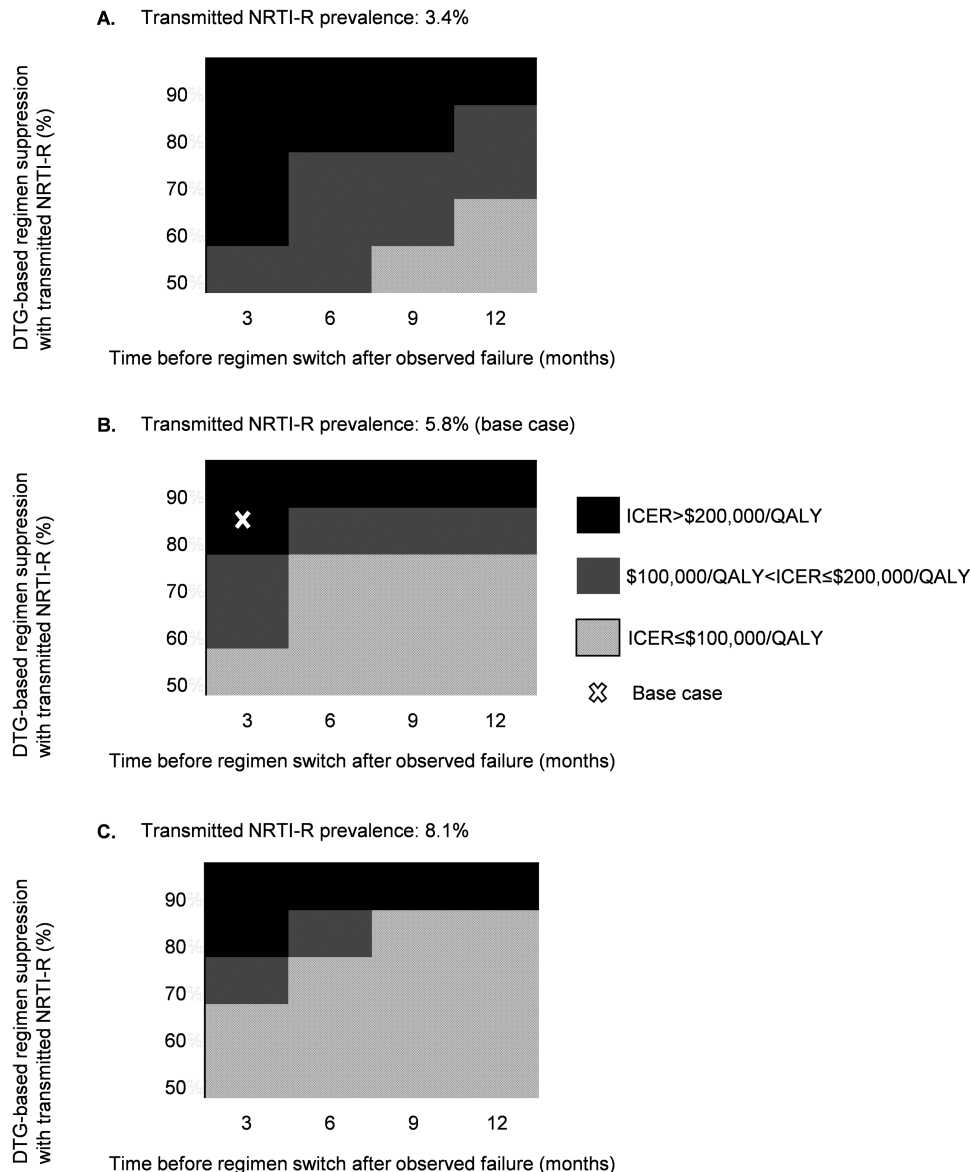 A. Transmitted NRTI-R prevalence: 3.4%
DTG-based regimen suppression
with transmitted NRTI-R (%)
90%
80%
70%
60%
50%
3 6 9 12
Time before regimen switch after observed failure (months)
B. Transmitted NRTI-R prevalence: 5.8% (base case)
DTG-based regimen suppression
with transmitted NRTI-R (%)
90%
80%
70%
60%
50%
3 6 9 12
Time before regimen switch after observed failure (months)
ICER>$200,000/QALY
$100,000/QALY<ICER≤$200,000/QALY
ICER≤$100,000/QALY
Base case
C. Transmitted NRTI-R prevalence: 8.1%
DTG-based regimen suppression
with transmitted NRTI-R (%)
90%
80%
70%
60%
50%
3 6 9 12
Time before regimen switch after observed failure (months)